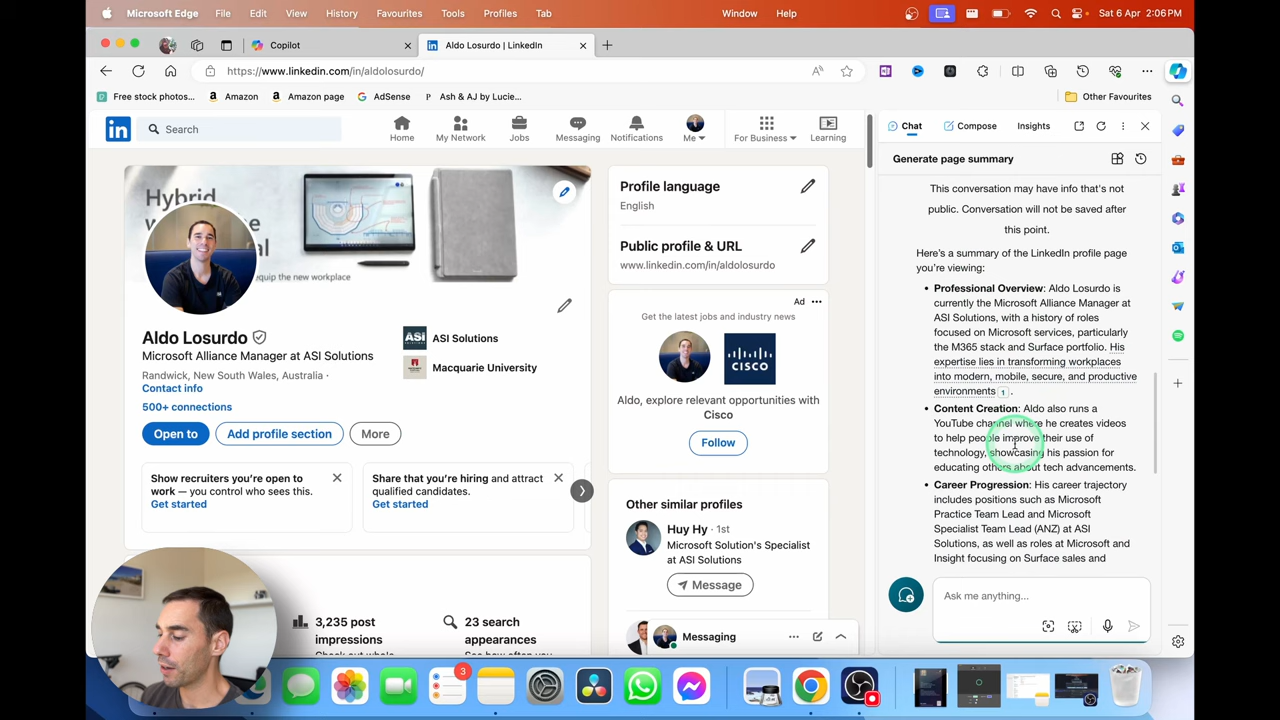 Microsoft Edge File Edit View History Favourites Tools Profiles Tab Window Help Sat 6 Apr 2:06 PM
Copilot
Aldo Losurdo | LinkedIn
https://www.linkedin.com/in/aldolosurdo/
Free stock photos... Amazon Amazon page AdSense Ash & AJ by Lucie... Other Favourites
in Search
Home My Network Jobs Messaging Notifications Me For Business Learning
Hybrid
equip the new workplace
Aldo Losurdo
Microsoft Alliance Manager at ASI Solutions
Randwick, New South Wales, Australia ·
Contact info
500+ connections
ASI Solutions
Macquarie University
Open to Add profile section More
Show recruiters you're open to
work — you control who sees this.
Get started
Share that you're hiring and attract
qualified candidates.
Get started
3,235 post
impressions
23 search
appearances
Profile language
English
Public profile & URL
www.linkedin.com/in/aldolosurdo
Ad
Get the latest jobs and industry news
CISCO
Aldo, explore relevant opportunities with
Cisco
Follow
Other similar profiles
Huy Hy · 1st
Microsoft Solution's Specialist
at ASI Solutions
Message
Messaging
Chat Compose Insights
Generate page summary
This conversation may have info that's not
public. Conversation will not be saved after
this point.
Here's a summary of the LinkedIn profile page
you're viewing:
• Professional Overview: Aldo Losurdo is
currently the Microsoft Alliance Manager at
ASI Solutions, with a history of roles
focused on Microsoft services, particularly
the M365 stack and Surface portfolio. His
expertise lies in transforming workplaces
into modern, mobile, secure, and productive
environments 1 .
• Content Creation: Aldo also runs a
YouTube channel where he creates videos
to help people improve their use of
technology, showcasing his passion for
educating others about tech advancements.
• Career Progression: His career trajectory
includes positions such as Microsoft
Practice Team Lead and Microsoft
Specialist Team Lead (ANZ) at ASI
Solutions, as well as roles at Microsoft and
Insight focusing on Surface sales and
Ask me anything...
3